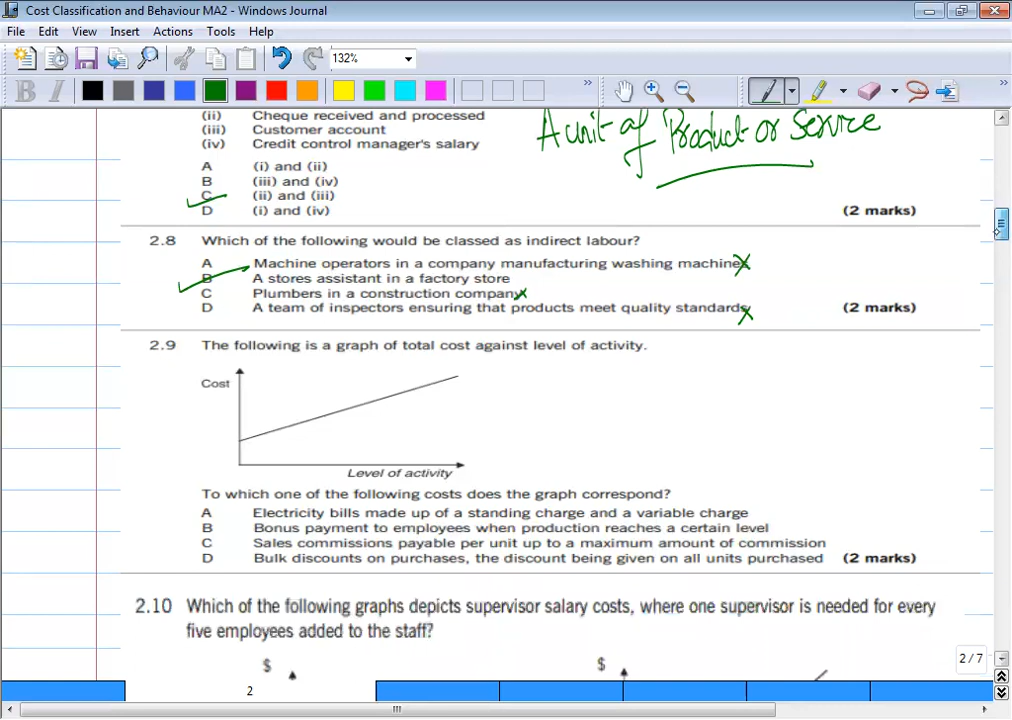 Cost Classification and Behaviour MA2 - Windows Journal
File Edit View Insert Actions Tools Help
132%
B I
(ii) Cheque received and processed
(iii) Customer account
(iv) Credit control manager's salary
A unit of Product or Service
A (i) and (ii)
B (iii) and (iv)
C (ii) and (iii)
D (i) and (iv) (2 marks)
2.8 Which of the following would be classed as indirect labour?
A Machine operators in a company manufacturing washing machines
B A stores assistant in a factory store
C Plumbers in a construction company
D A team of inspectors ensuring that products meet quality standards (2 marks)
2.9 The following is a graph of total cost against level of activity.
Cost
Level of activity
To which one of the following costs does the graph correspond?
A Electricity bills made up of a standing charge and a variable charge
B Bonus payment to employees when production reaches a certain level
C Sales commissions payable per unit up to a maximum amount of commission
D Bulk discounts on purchases, the discount being given on all units purchased (2 marks)
2.10 Which of the following graphs depicts supervisor salary costs, where one supervisor is needed for every
five employees added to the staff?
$ $
2 / 7
2